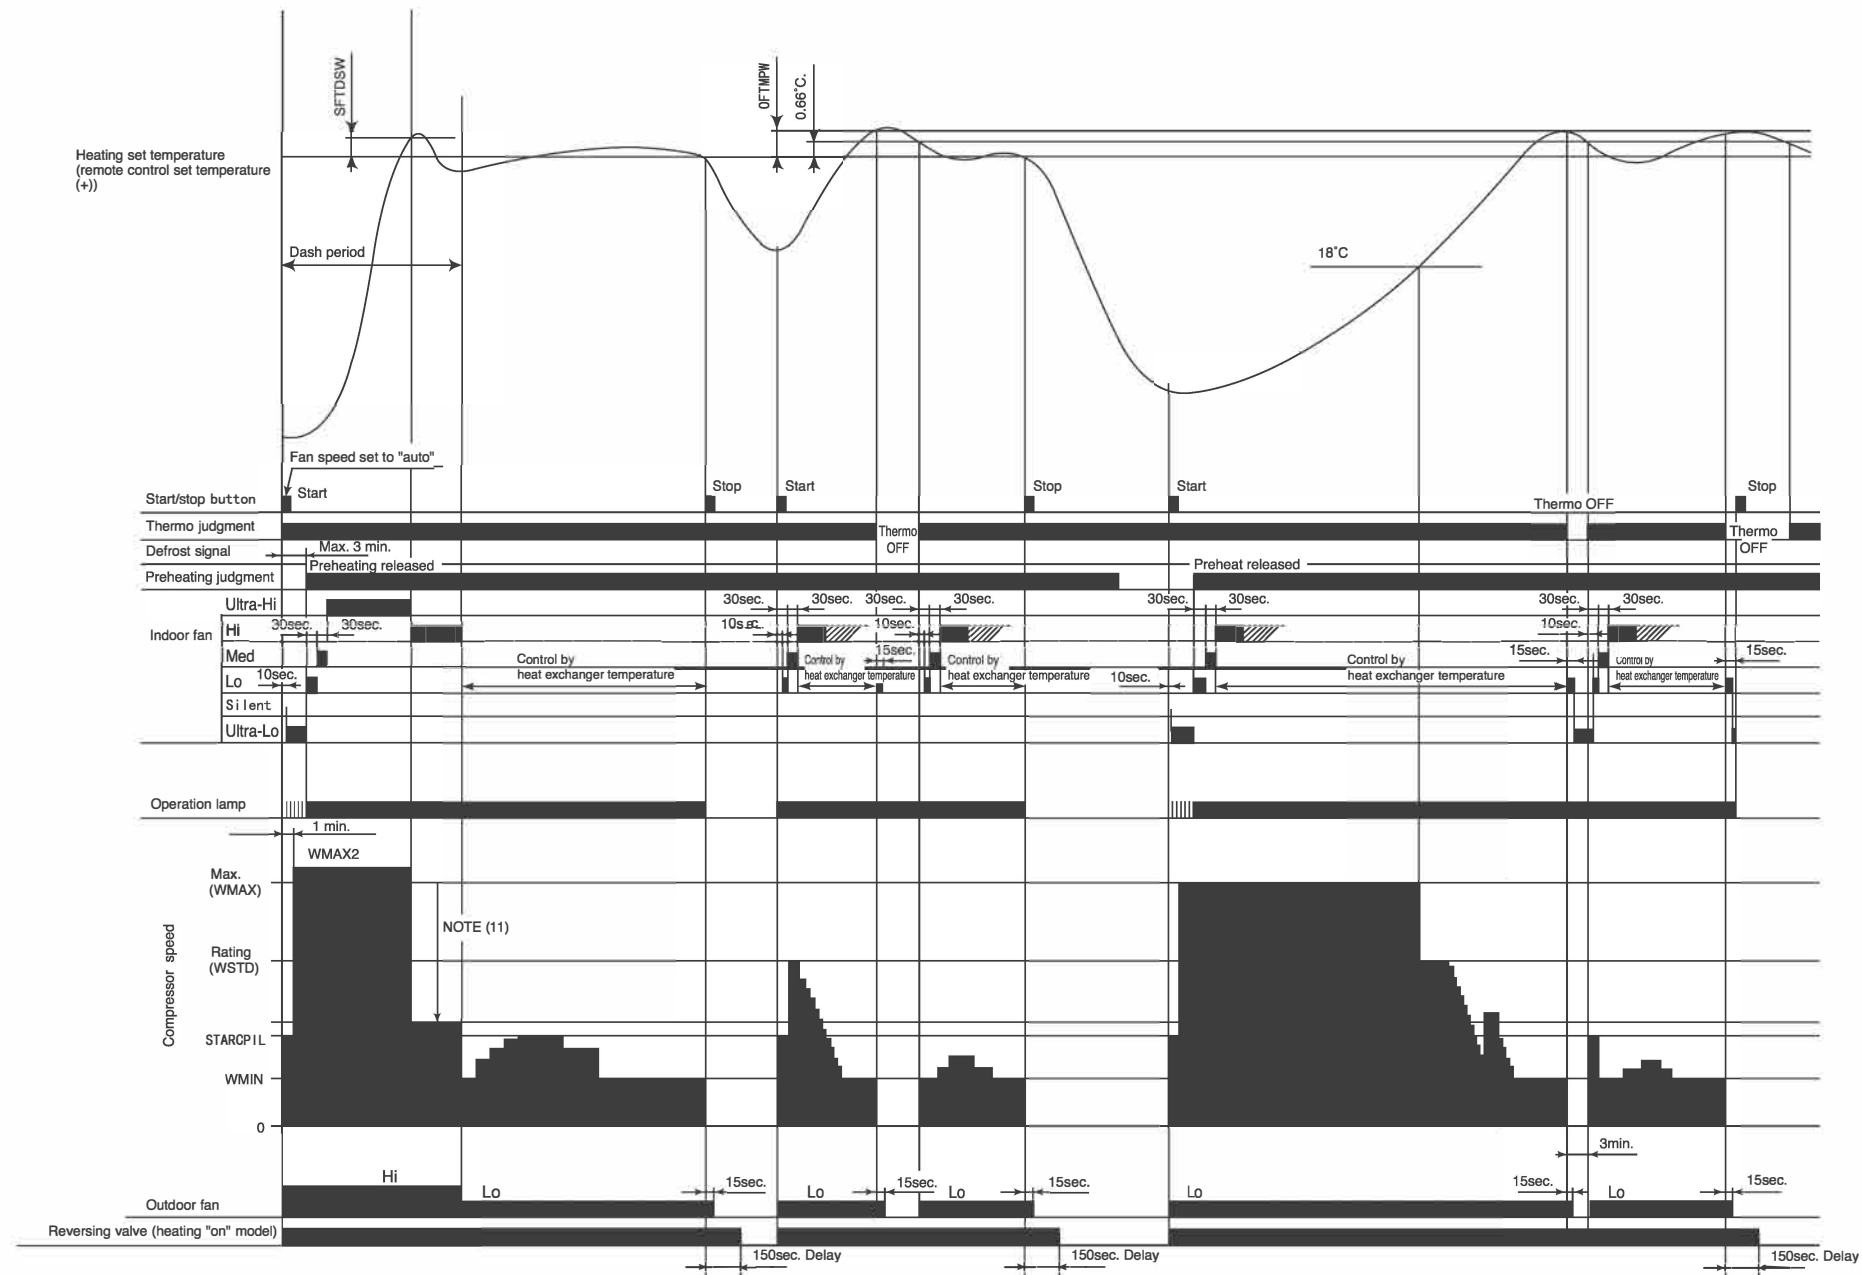 SFTDSW
OFTMPW
0.66°C.
Heating set temperature
(remote control set temperature
(+))
Dash period
18°C
Fan speed set to "auto"
Start/stop button
Start
Stop
Start
Stop
Start
Thermo OFF
Stop
Thermo judgment
Thermo
OFF
Thermo
OFF
Defrost signal
Max. 3 min.
Preheating judgment
Preheating released
Preheat released
Indoor fan
Ultra-Hi
30sec.
30sec.
30sec.
30sec.
30sec.
30sec.
30sec.
30sec.
Hi
30sec.
30sec.
10s
10sec.
10sec.
Med
Control by
heat exchanger temperature
Control by
heat exchanger temperature
15sec.
Control by
heat exchanger temperature
Control by
heat exchanger temperature
15sec.
Control by
heat exchanger temperature
15sec.
Lo
10sec.
10sec.
Silent
Ultra-Lo
Operation lamp
1 min.
WMAX2
Compressor speed
Max.
(WMAX)
NOTE (11)
Rating
(WSTD)
STARCPIL
WMIN
0
3min.
Outdoor fan
Hi
Lo
15sec.
Lo
15sec.
Lo
15sec.
Lo
15sec.
Lo
15sec.
Reversing valve (heating "on" model)
150sec. Delay
150sec. Delay
150sec. Delay